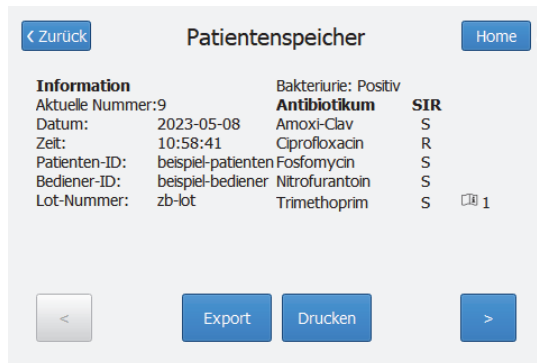 < Zurück Patientenspeicher Home
Information Bakteriurie: Positiv
Aktuelle Nummer:9 Antibiotikum SIR
Datum: 2023-05-08 Amoxi-Clav S
Zeit: 10:58:41 Ciprofloxacin R
Patienten-ID: beispiel-patienten Fosfomycin S
Bediener-ID: beispiel-bediener Nitrofurantoin S
Lot-Nummer: zb-lot Trimethoprim S 1
< Export Drucken >